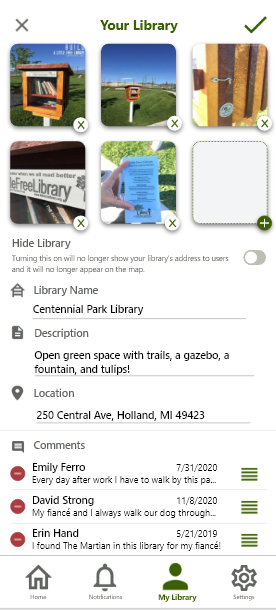 Your Library
BUILD
FreeLibrary
X
X
X
X
X
Hide Library
Turning this on will no longer show your library's address to users
and it will no longer appear on the map.
Library Name
Centennial Park Library
Description
Open green space with trails, a gazebo, a
fountain, and tulips!
Location
250 Central Ave, Holland, MI 49423
Comments
Emily Ferro 7/31/2020
Every day after work I have to walk by this pa...
David Strong 11/8/2020
My fiancé and I always walk our dog through...
Erin Hand 5/21/2019
I found The Martian in this library for my fiancé!
Home
Notifications
My Library
Settings